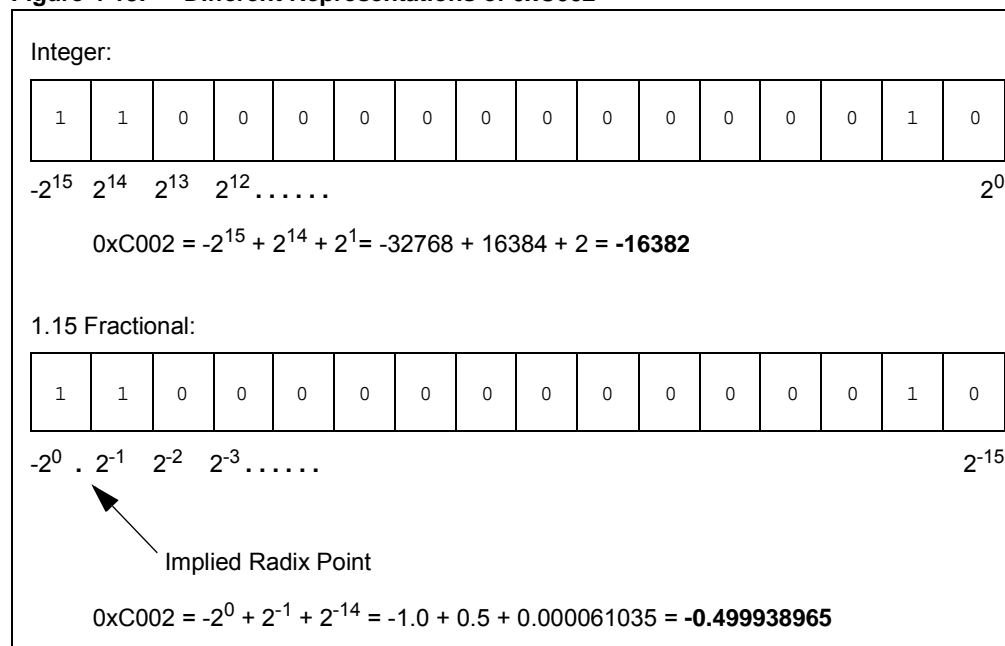 Integer:
1 1 0 0 0 0 0 0 0 0 0 0 0 0 1 0
-2^15 2^14 2^13 2^12 . . . . . . 2^0
0xC002 = -2^15 + 2^14 + 2^1= -32768 + 16384 + 2 = -16382
1.15 Fractional:
1 1 0 0 0 0 0 0 0 0 0 0 0 0 1 0
-2^0 . 2^-1 2^-2 2^-3 . . . . . . 2^-15
Implied Radix Point
0xC002 = -2^0 + 2^-1 + 2^-14 = -1.0 + 0.5 + 0.000061035 = -0.499938965